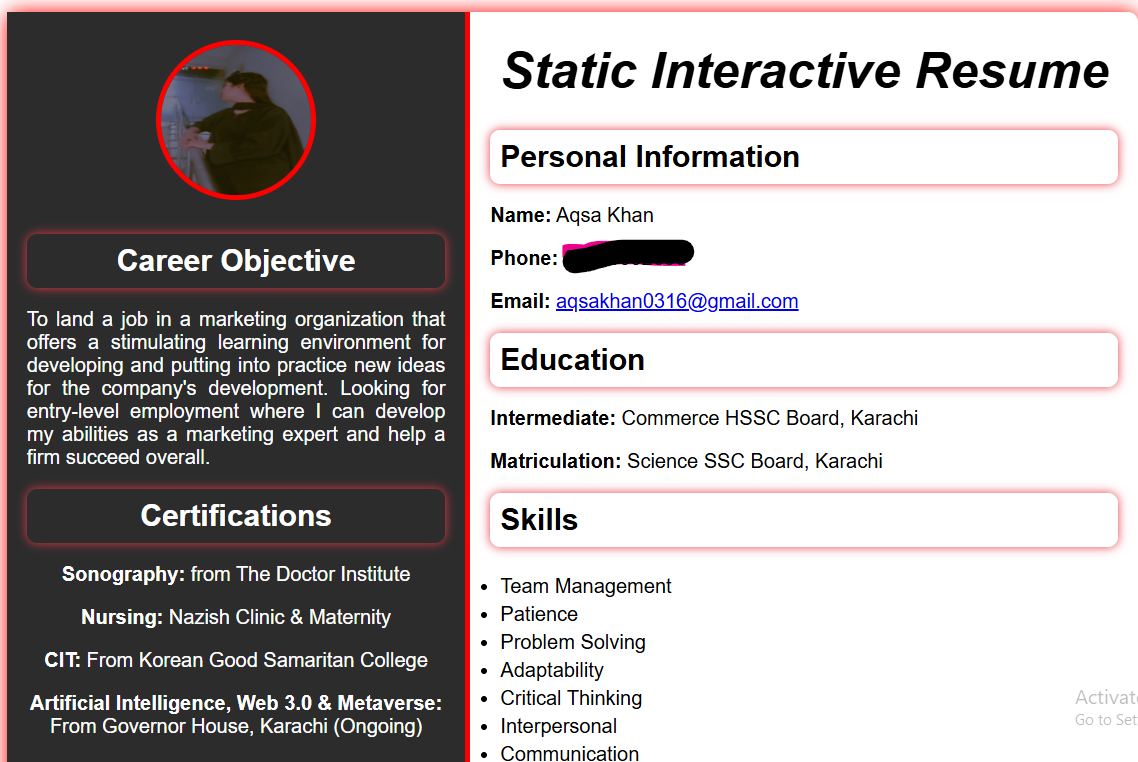 Career Objective
To land a job in a marketing organization that
offers a stimulating learning environment for
developing and putting into practice new ideas
for the company's development. Looking for
entry-level employment where I can develop
my abilities as a marketing expert and help a
firm succeed overall.
Certifications
Sonography: from The Doctor Institute
Nursing: Nazish Clinic & Maternity
CIT: From Korean Good Samaritan College
Artificial Intelligence, Web 3.0 & Metaverse:
From Governor House, Karachi (Ongoing)
Static Interactive Resume
Personal Information
Name: Aqsa Khan
Phone:
Email: aqsakhan0316@gmail.com
Education
Intermediate: Commerce HSSC Board, Karachi
Matriculation: Science SSC Board, Karachi
Skills
Team Management
Patience
Problem Solving
Adaptability
Critical Thinking
Interpersonal
Communication
Activate
Go to Set